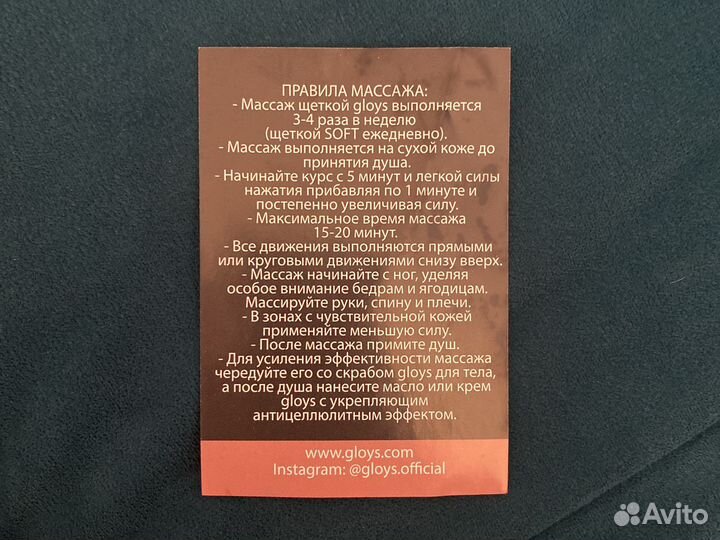 ПРАВИЛА МАССАЖА:
- Массаж щеткой gloys выполняется
3-4 раза в неделю
(щеткой SOFT ежедневно).
- Массаж выполняется на сухой коже до
принятия душа.
- Начинайте курс с 5 минут и легкой силы
нажатия прибавляя по 1 минуте и
постепенно увеличивая силу.
- Максимальное время массажа
15-20 минут.
- Все движения выполняются прямыми
или круговыми движениями снизу вверх.
- Массаж начинайте с ног, уделяя
особое внимание бедрам и ягодицам.
Массируйте руки, спину и плечи.
- В зонах с чувствительной кожей
применяйте меньшую силу.
- После массажа примите душ.
- Для усиления эффективности массажа
чередуйте его со скрабом gloys для тела,
а после душа нанесите масло или крем
gloys с укрепляющим
антицеллюлитным эффектом.
www.gloys.com
Instagram: @gloys.official
Avito